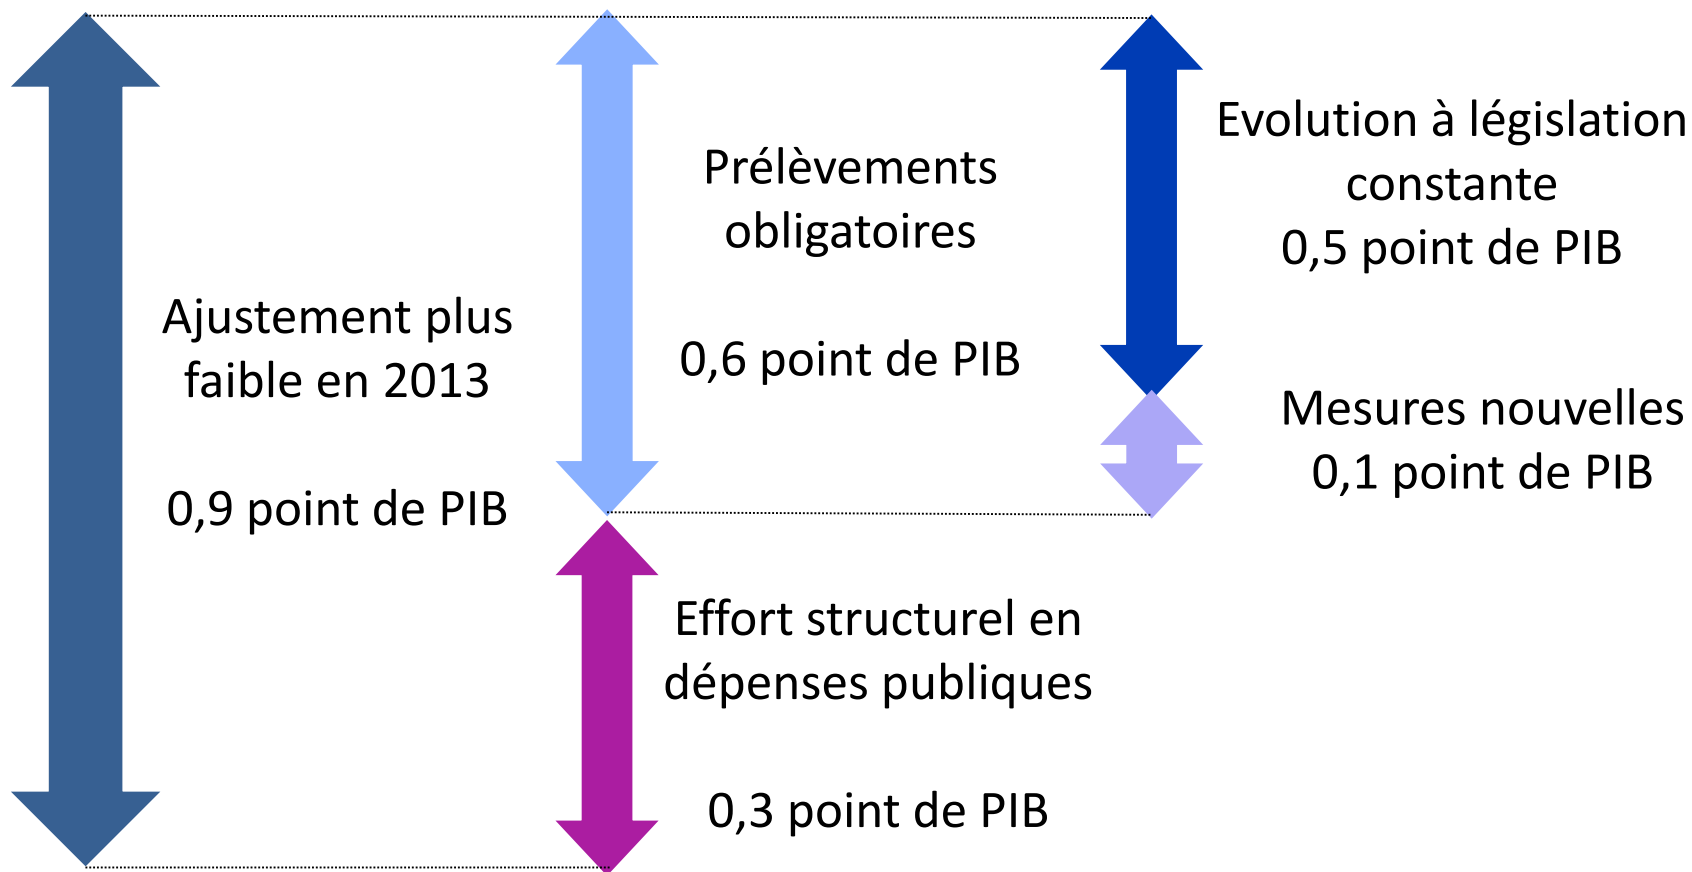 Ajustement plus
faible en 2013
0,9 point de PIB
Prélèvements
obligatoires
0,6 point de PIB
Effort structurel en
dépenses publiques
0,3 point de PIB
Evolution à législation
constante
0,5 point de PIB
Mesures nouvelles
0,1 point de PIB